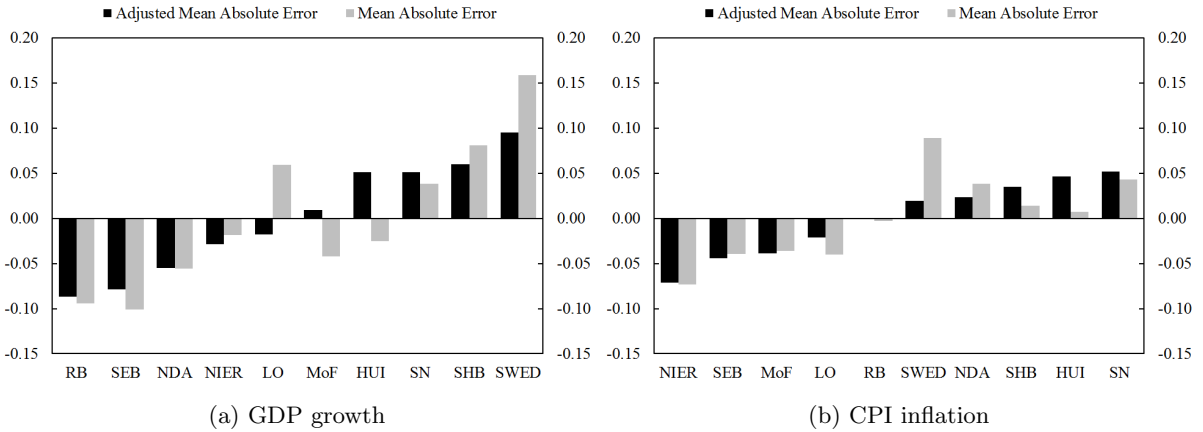 Adjusted Mean Absolute Error Mean Absolute Error
0.20 0.20
0.15 0.15
0.10 0.10
0.05 0.05
0.00 0.00
-0.05 -0.05
-0.10 -0.10
-0.15 -0.15
RB SEB NDA NIER LO MoF HUI SN SHB SWED
(a) GDP growth
Adjusted Mean Absolute Error Mean Absolute Error
0.20 0.20
0.15 0.15
0.10 0.10
0.05 0.05
0.00 0.00
-0.05 -0.05
-0.10 -0.10
-0.15 -0.15
NIER SEB MoF LO RB SWED NDA SHB HUI SN
(b) CPI inflation